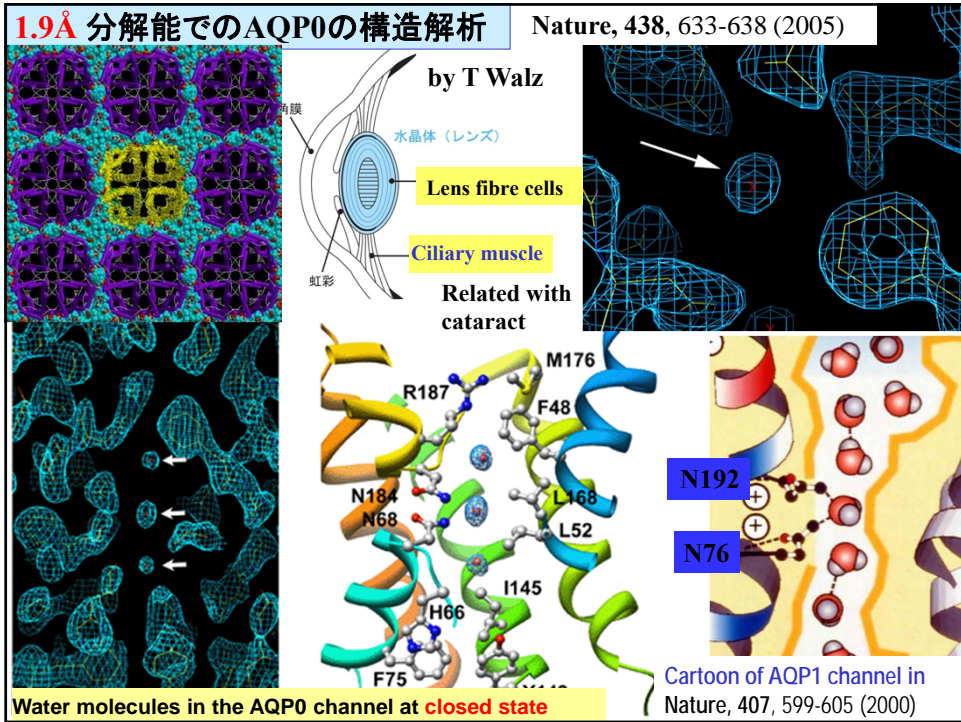 1.9Å 分解能でのAQP0の構造解析
Nature, 438, 633-638 (2005)
by T Walz
角膜
水晶体（レンズ）
Lens fibre cells
Ciliary muscle
虹彩
Related with
cataract
M176
R187
F48
N184
L168
N68
L52
I145
H66
F75
N192
N76
Water molecules in the AQP0 channel at closed state
Cartoon of AQP1 channel in
Nature, 407, 599-605 (2000)